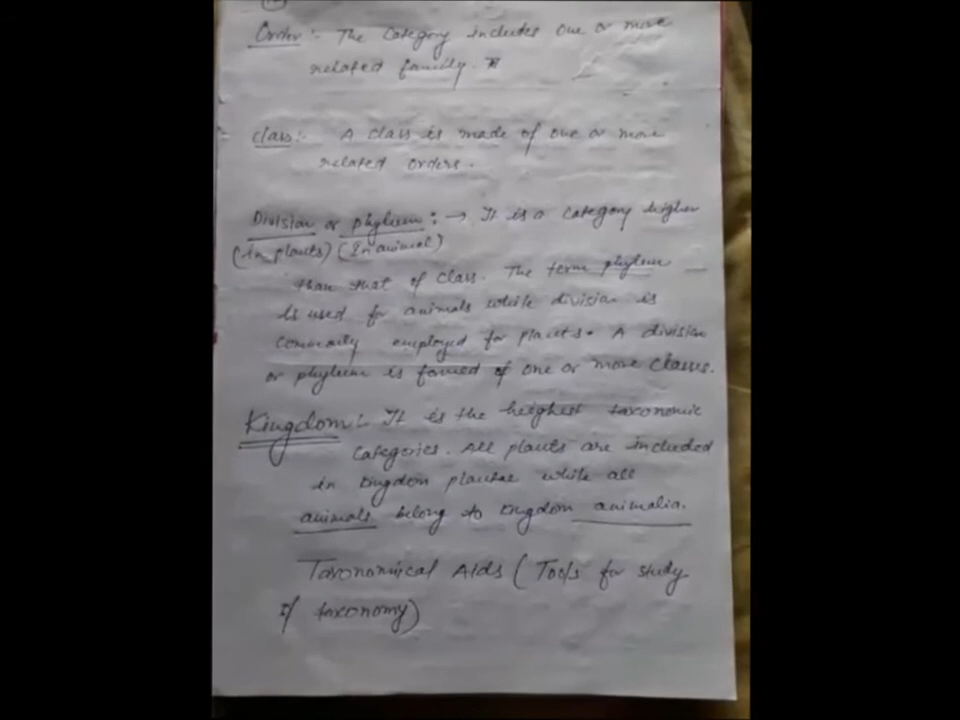 Order :- The category includes one or more
related family.
Class:- A class is made of one or more
related orders.
Division or phylum : → It is a category higher
(in plants) (In animal)
than that of class. The term phylum
is used for animals while division is
commonly employed for plants. A division
or phylum is formed of one or more classes.
Kingdom :- It is the heighest taxonomic
categories. All plants are included
in kingdom plantae while all
animals belong to kingdom animalia.
Taxonomical Aids (Tools for study
of taxonomy)